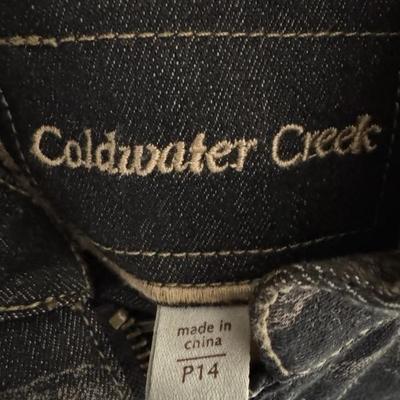 Coldwater Creek
made in
china
P14